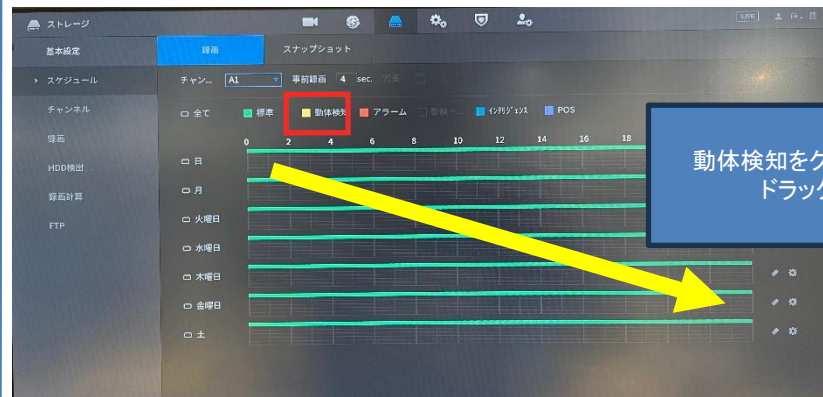 ストレージ
LIVE
基本設定
録画
スナップショット
スケジュール
チャン... A1
事前録画 4 sec. 冗長
チャンネル
全て 標準 動体検知 アラーム インテリジェンス POS
録画
0 2 4 6 8 10 12 14 16 18
HDD検出
日
録画計算
月
FTP
火曜日
水曜日
木曜日
金曜日
土
動体検知をク
ドラッグ